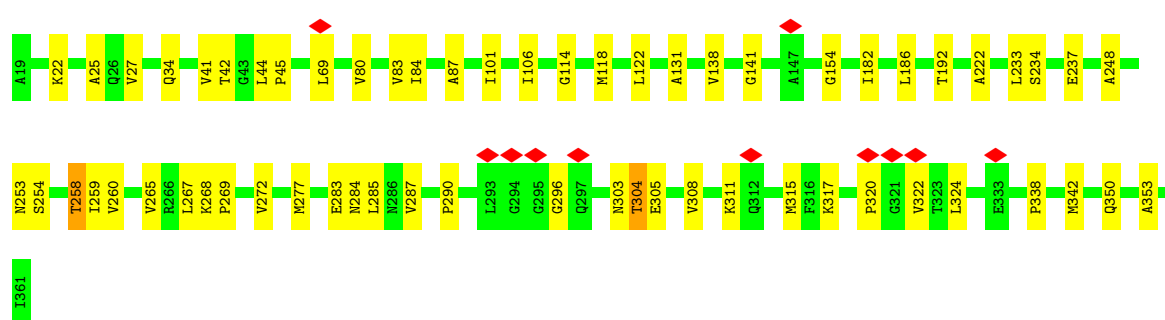 A19 K22 A25 Q26 V27 Q34 V41 T42 G43 L44 P45 L69 V80 V83 I84 A87 I101 I106 G114 M118 L122 A131 V138 G141 A147 G154 I182 L186 T192 A222 L233 S234 E237 A248
N253 S254 T258 I259 V260 V265 R266 L267 K268 P269 V272 M277 E283 N284 L285 N286 V287 P290 L293 G294 G295 G296 Q297 N303 T304 E305 V308 K311 Q312 M315 F316 K317 P320 G321 V322 T323 L324 E333 P338 M342 Q350 A353
I361